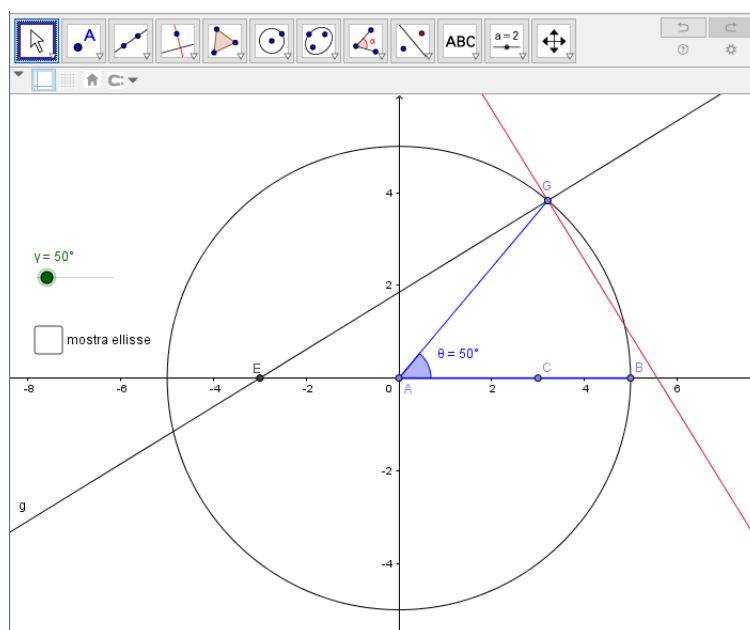 A
α
ABC
a = 2
4
G
γ = 50°
2
mostra ellisse
θ = 50°
E
C
B
-8
-6
-4
-2
0
A
2
4
6
-2
g
-4